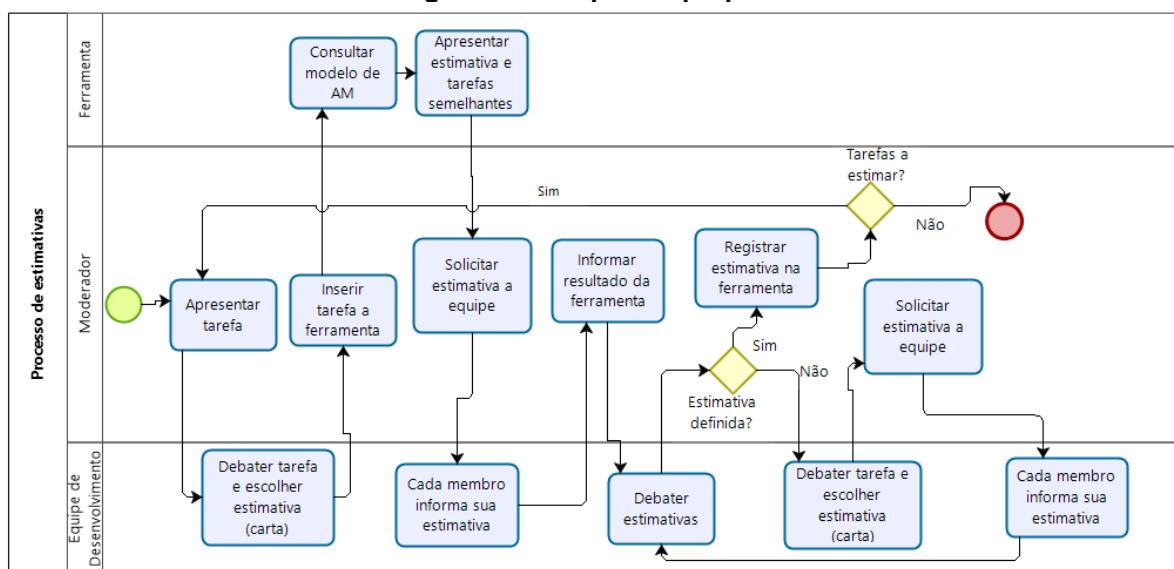 Processo de estimativas
Ferramenta
Consultar
modelo de
AM
Apresentar
estimativa e
tarefas
semelhantes
Moderador
Tarefas a
estimar?
Sim
Não
Apresentar
tarefa
Inserir
tarefa a
ferramenta
Solicitar
estimativa a
equipe
Informar
resultado da
ferramenta
Registrar
estimativa na
ferramenta
Sim
Não
Estimativa
definida?
Solicitar
estimativa a
equipe
Equipe de
Desenvolvimento
Debater tarefa
e escolher
estimativa
(carta)
Cada membro
informa sua
estimativa
Debater
estimativas
Debater tarefa e
escolher
estimativa
(carta)
Cada membro
informa sua
estimativa